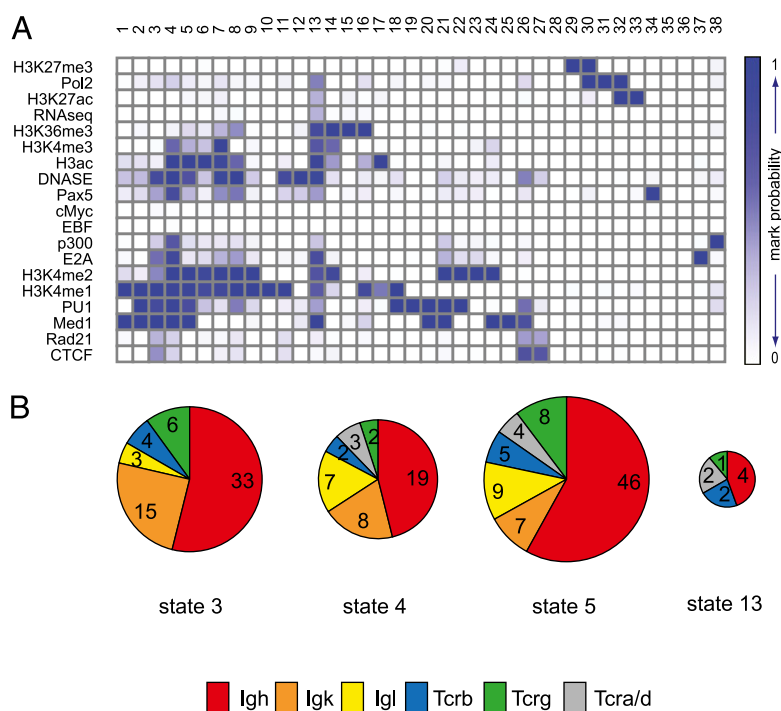 A
1 2 3 4 5 6 7 8 9 10 11 12 13 14 15 16 17 18 19 20 21 22 23 24 25 26 27 28 29 30 31 32 33 34 35 36 37 38
H3K27me3
Pol2
H3K27ac
RNAseq
H3K36me3
H3K4me3
H3ac
DNASE
Pax5
cMyc
EBF
p300
E2A
H3K4me2
H3K4me1
PU1
Med1
Rad21
CTCF
1
mark probability
0
B
33 15 3 4 6
19 8 7 2 3 2
46 7 9 5 4 8
4 2 2 1
state 3 state 4 state 5 state 13
Igh Igk Igl Tcrb Tcrg Tcra/d